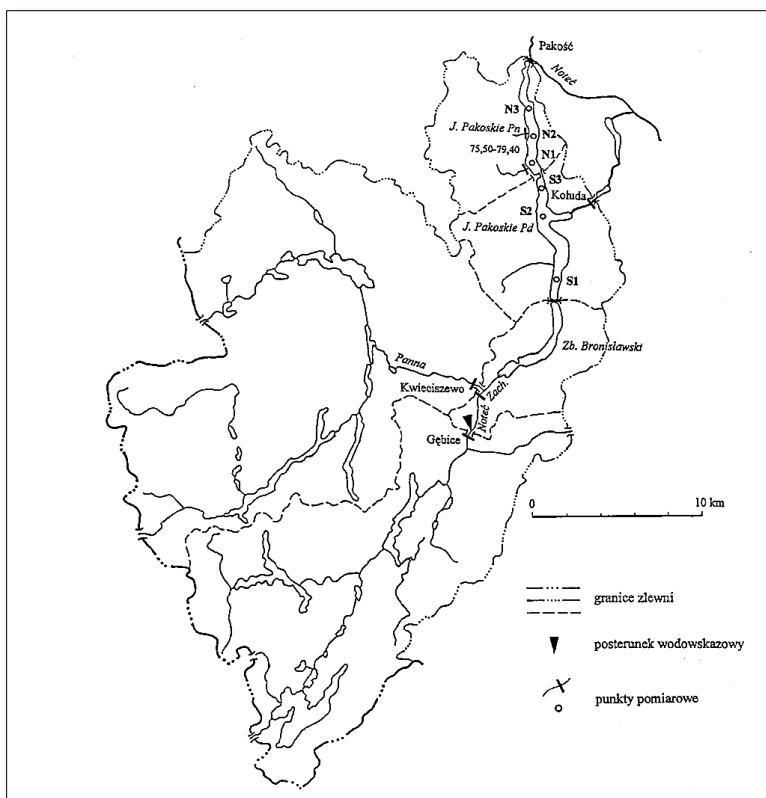 Pakość
Noteć
N3
J. Pakoskie Pn
N2
75,50-79,40
N1
S3
Kołuda
S2
J. Pakoskie Pd
S1
Zb. Bronisławski
Panna
Kwieciszewo
Noteć Zach.
Gębice
0 10 km
granice zlewni
posterunek wodowskazowy
punkty pomiarowe